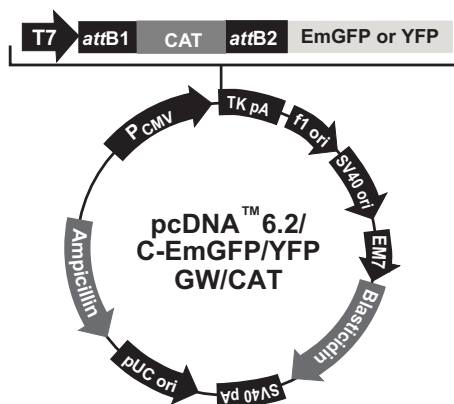 T7 attB1 CAT attB2 EmGFP or YFP
PCMV
TK pA
f1 ori
SV40 ori
EM7
Blasticidin
SV40 pA
pUC ori
Ampicillin
pcDNA™6.2/
C-EmGFP/YFP
GW/CAT